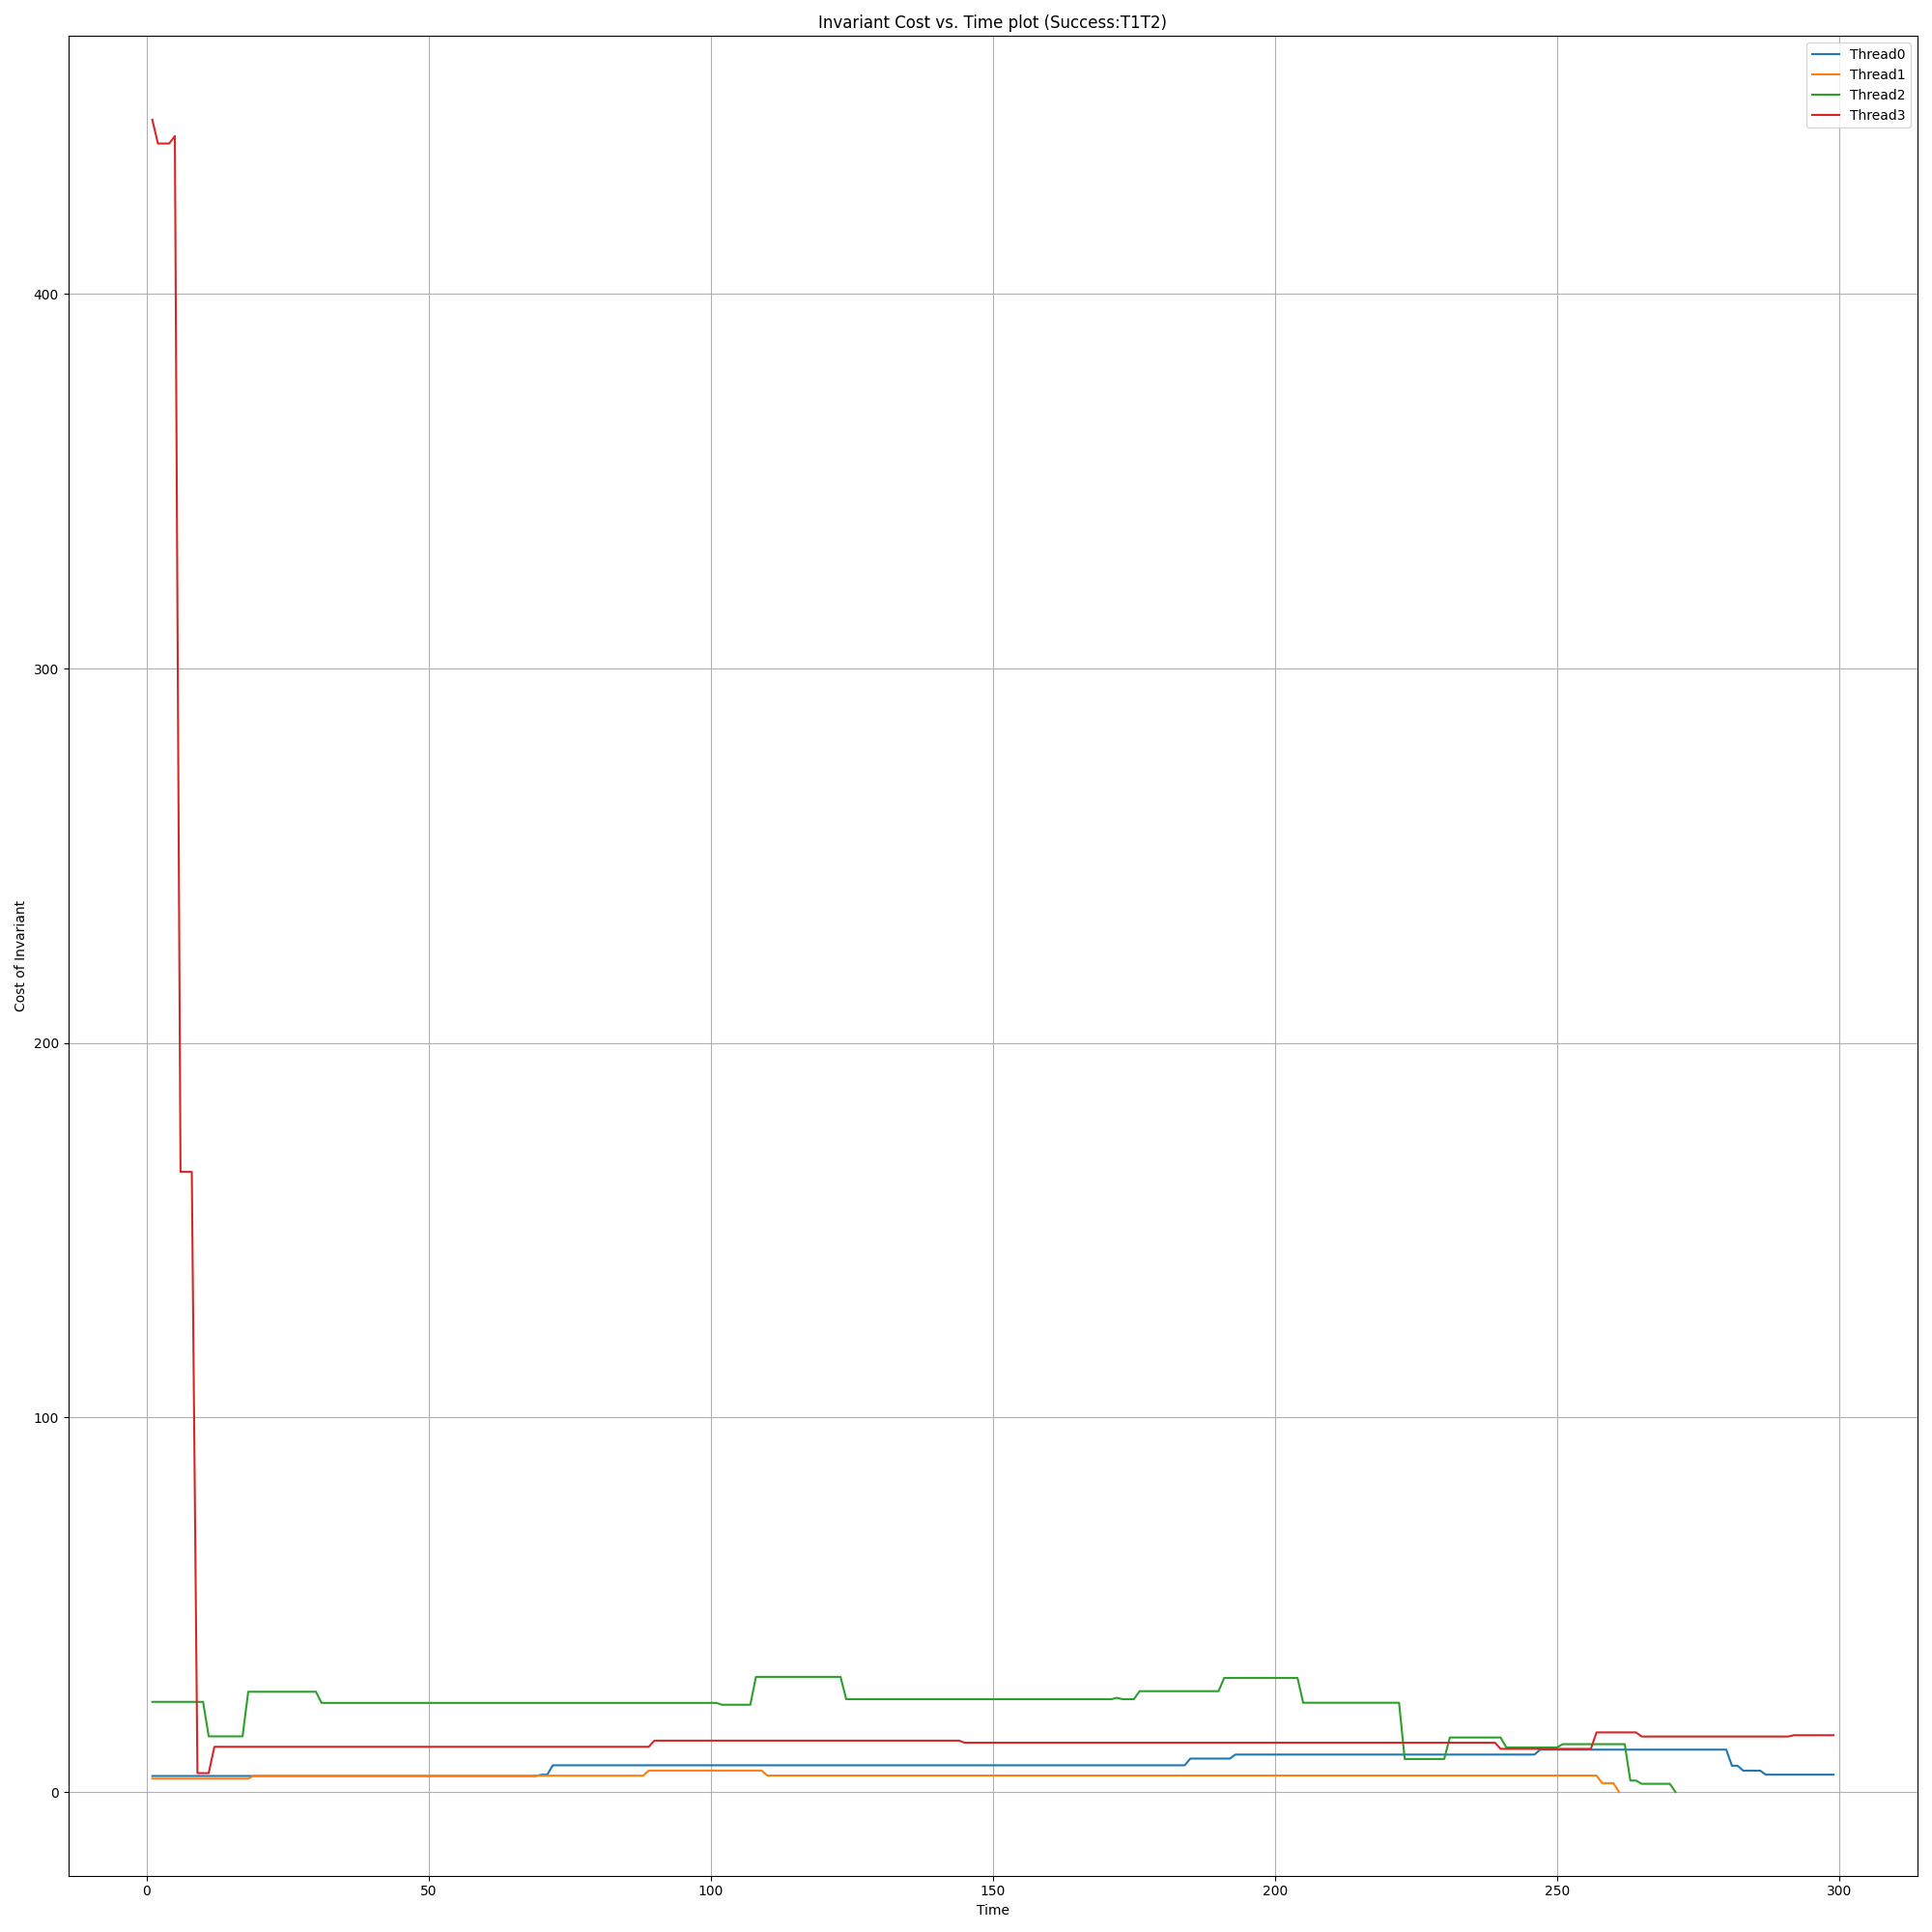 Invariant Cost vs. Time plot (Success:T1T2)
Thread0
Thread1
Thread2
Thread3
400
300
200
100
0
Cost of Invariant
0 50 100 150 200 250 300
Time